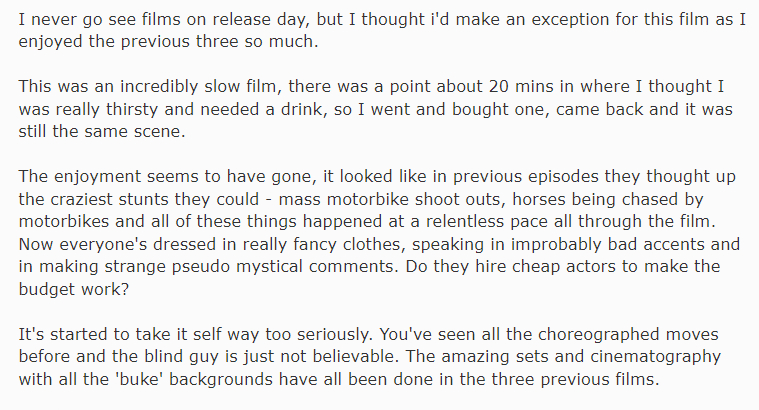 I never go see films on release day, but I thought i'd make an exception for this film as I
enjoyed the previous three so much.
This was an incredibly slow film, there was a point about 20 mins in where I thought I
was really thirsty and needed a drink, so I went and bought one, came back and it was
still the same scene.
The enjoyment seems to have gone, it looked like in previous episodes they thought up
the craziest stunts they could - mass motorbike shoot outs, horses being chased by
motorbikes and all of these things happened at a relentless pace all through the film.
Now everyone's dressed in really fancy clothes, speaking in improbably bad accents and
in making strange pseudo mystical comments. Do they hire cheap actors to make the
budget work?
It's started to take it self way too seriously. You've seen all the choreographed moves
before and the blind guy is just not believable. The amazing sets and cinematography
with all the 'buke' backgrounds have all been done in the three previous films.